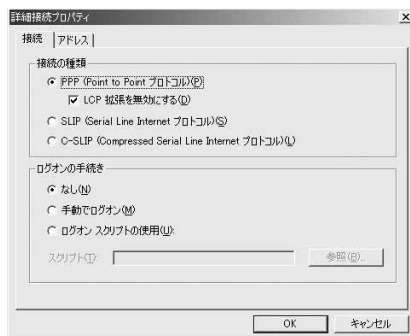 詳細接続プロパティ
接続 アドレス
接続の種類
PPP (Point to Point プロトコル)(P)
LCP 拡張を無効にする(D)
SLIP (Serial Line Internet プロトコル)(S)
C-SLIP (Compressed Serial Line Internet プロトコル)(L)
ログオンの手続き
なし(N)
手動でログオン(M)
ログオン スクリプトの使用(U):
スクリプト(T): 参照(B)...
OK キャンセル